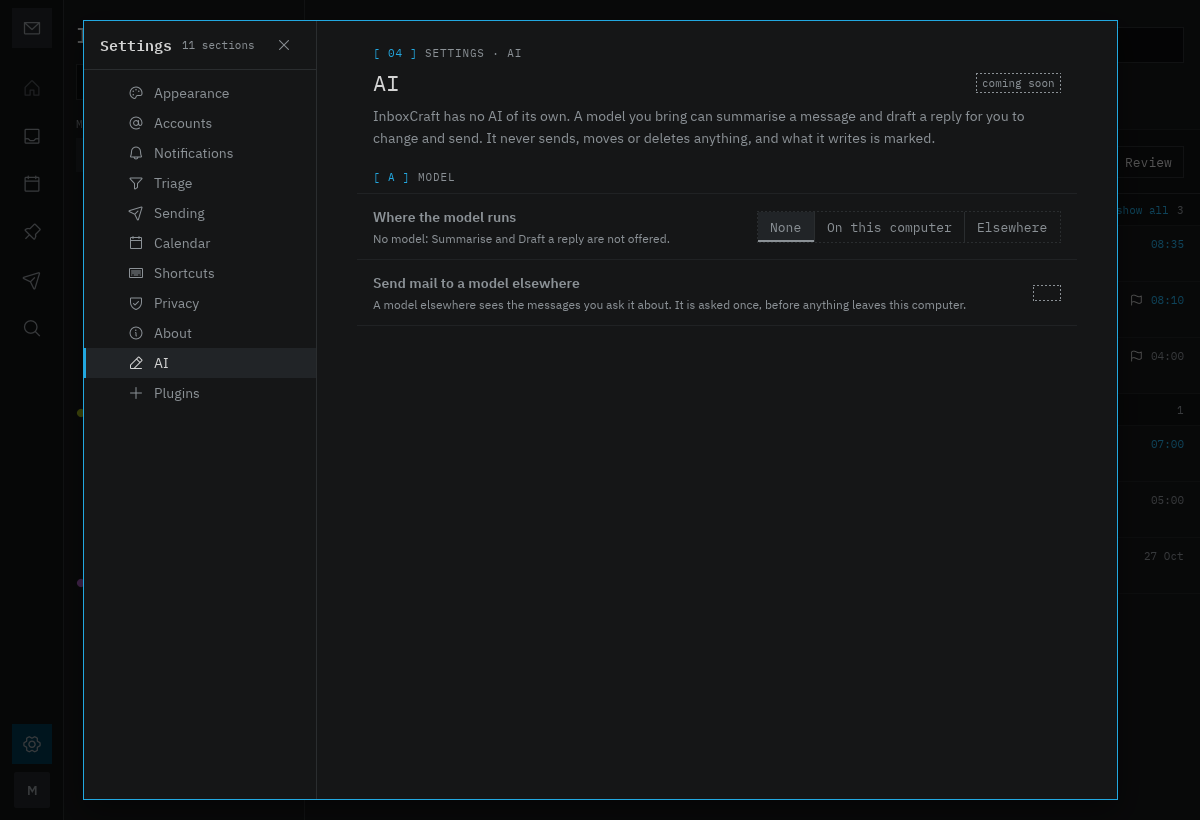 Settings 11 sections
Appearance
Accounts
Notifications
Triage
Sending
Calendar
Shortcuts
Privacy
About
AI
Plugins
[ 04 ] SETTINGS · AI
AI
coming soon
InboxCraft has no AI of its own. A model you bring can summarise a message and draft a reply for you to
change and send. It never sends, moves or deletes anything, and what it writes is marked.
[ A ] MODEL
Where the model runs
No model: Summarise and Draft a reply are not offered.
None On this computer Elsewhere
Send mail to a model elsewhere
A model elsewhere sees the messages you ask it about. It is asked once, before anything leaves this computer.
Review
show all 3
08:35
08:10
04:00
1
07:00
05:00
27 Oct
M